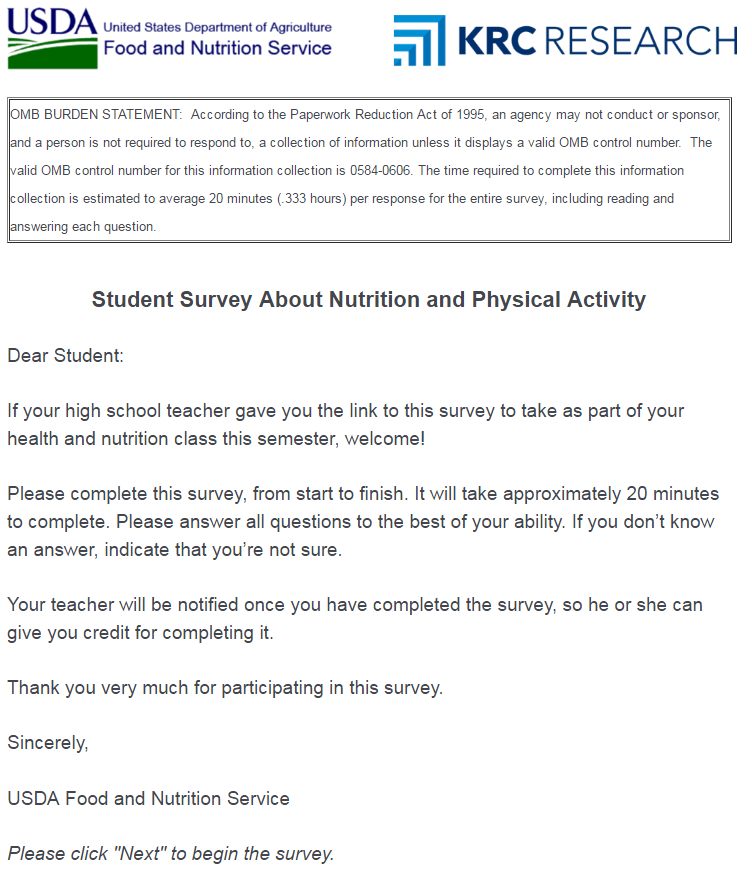 USDA United States Department of Agriculture
Food and Nutrition Service
KRC RESEARCH
OMB BURDEN STATEMENT:  According to the Paperwork Reduction Act of 1995, an agency may not conduct or sponsor,
and a person is not required to respond to, a collection of information unless it displays a valid OMB control number.  The
valid OMB control number for this information collection is 0584-0606. The time required to complete this information
collection is estimated to average 20 minutes (.333 hours) per response for the entire survey, including reading and
answering each question.
Student Survey About Nutrition and Physical Activity
Dear Student:
If your high school teacher gave you the link to this survey to take as part of your
health and nutrition class this semester, welcome!
Please complete this survey, from start to finish. It will take approximately 20 minutes
to complete. Please answer all questions to the best of your ability. If you don’t know
an answer, indicate that you’re not sure.
Your teacher will be notified once you have completed the survey, so he or she can
give you credit for completing it.
Thank you very much for participating in this survey.
Sincerely,
USDA Food and Nutrition Service
Please click "Next" to begin the survey.